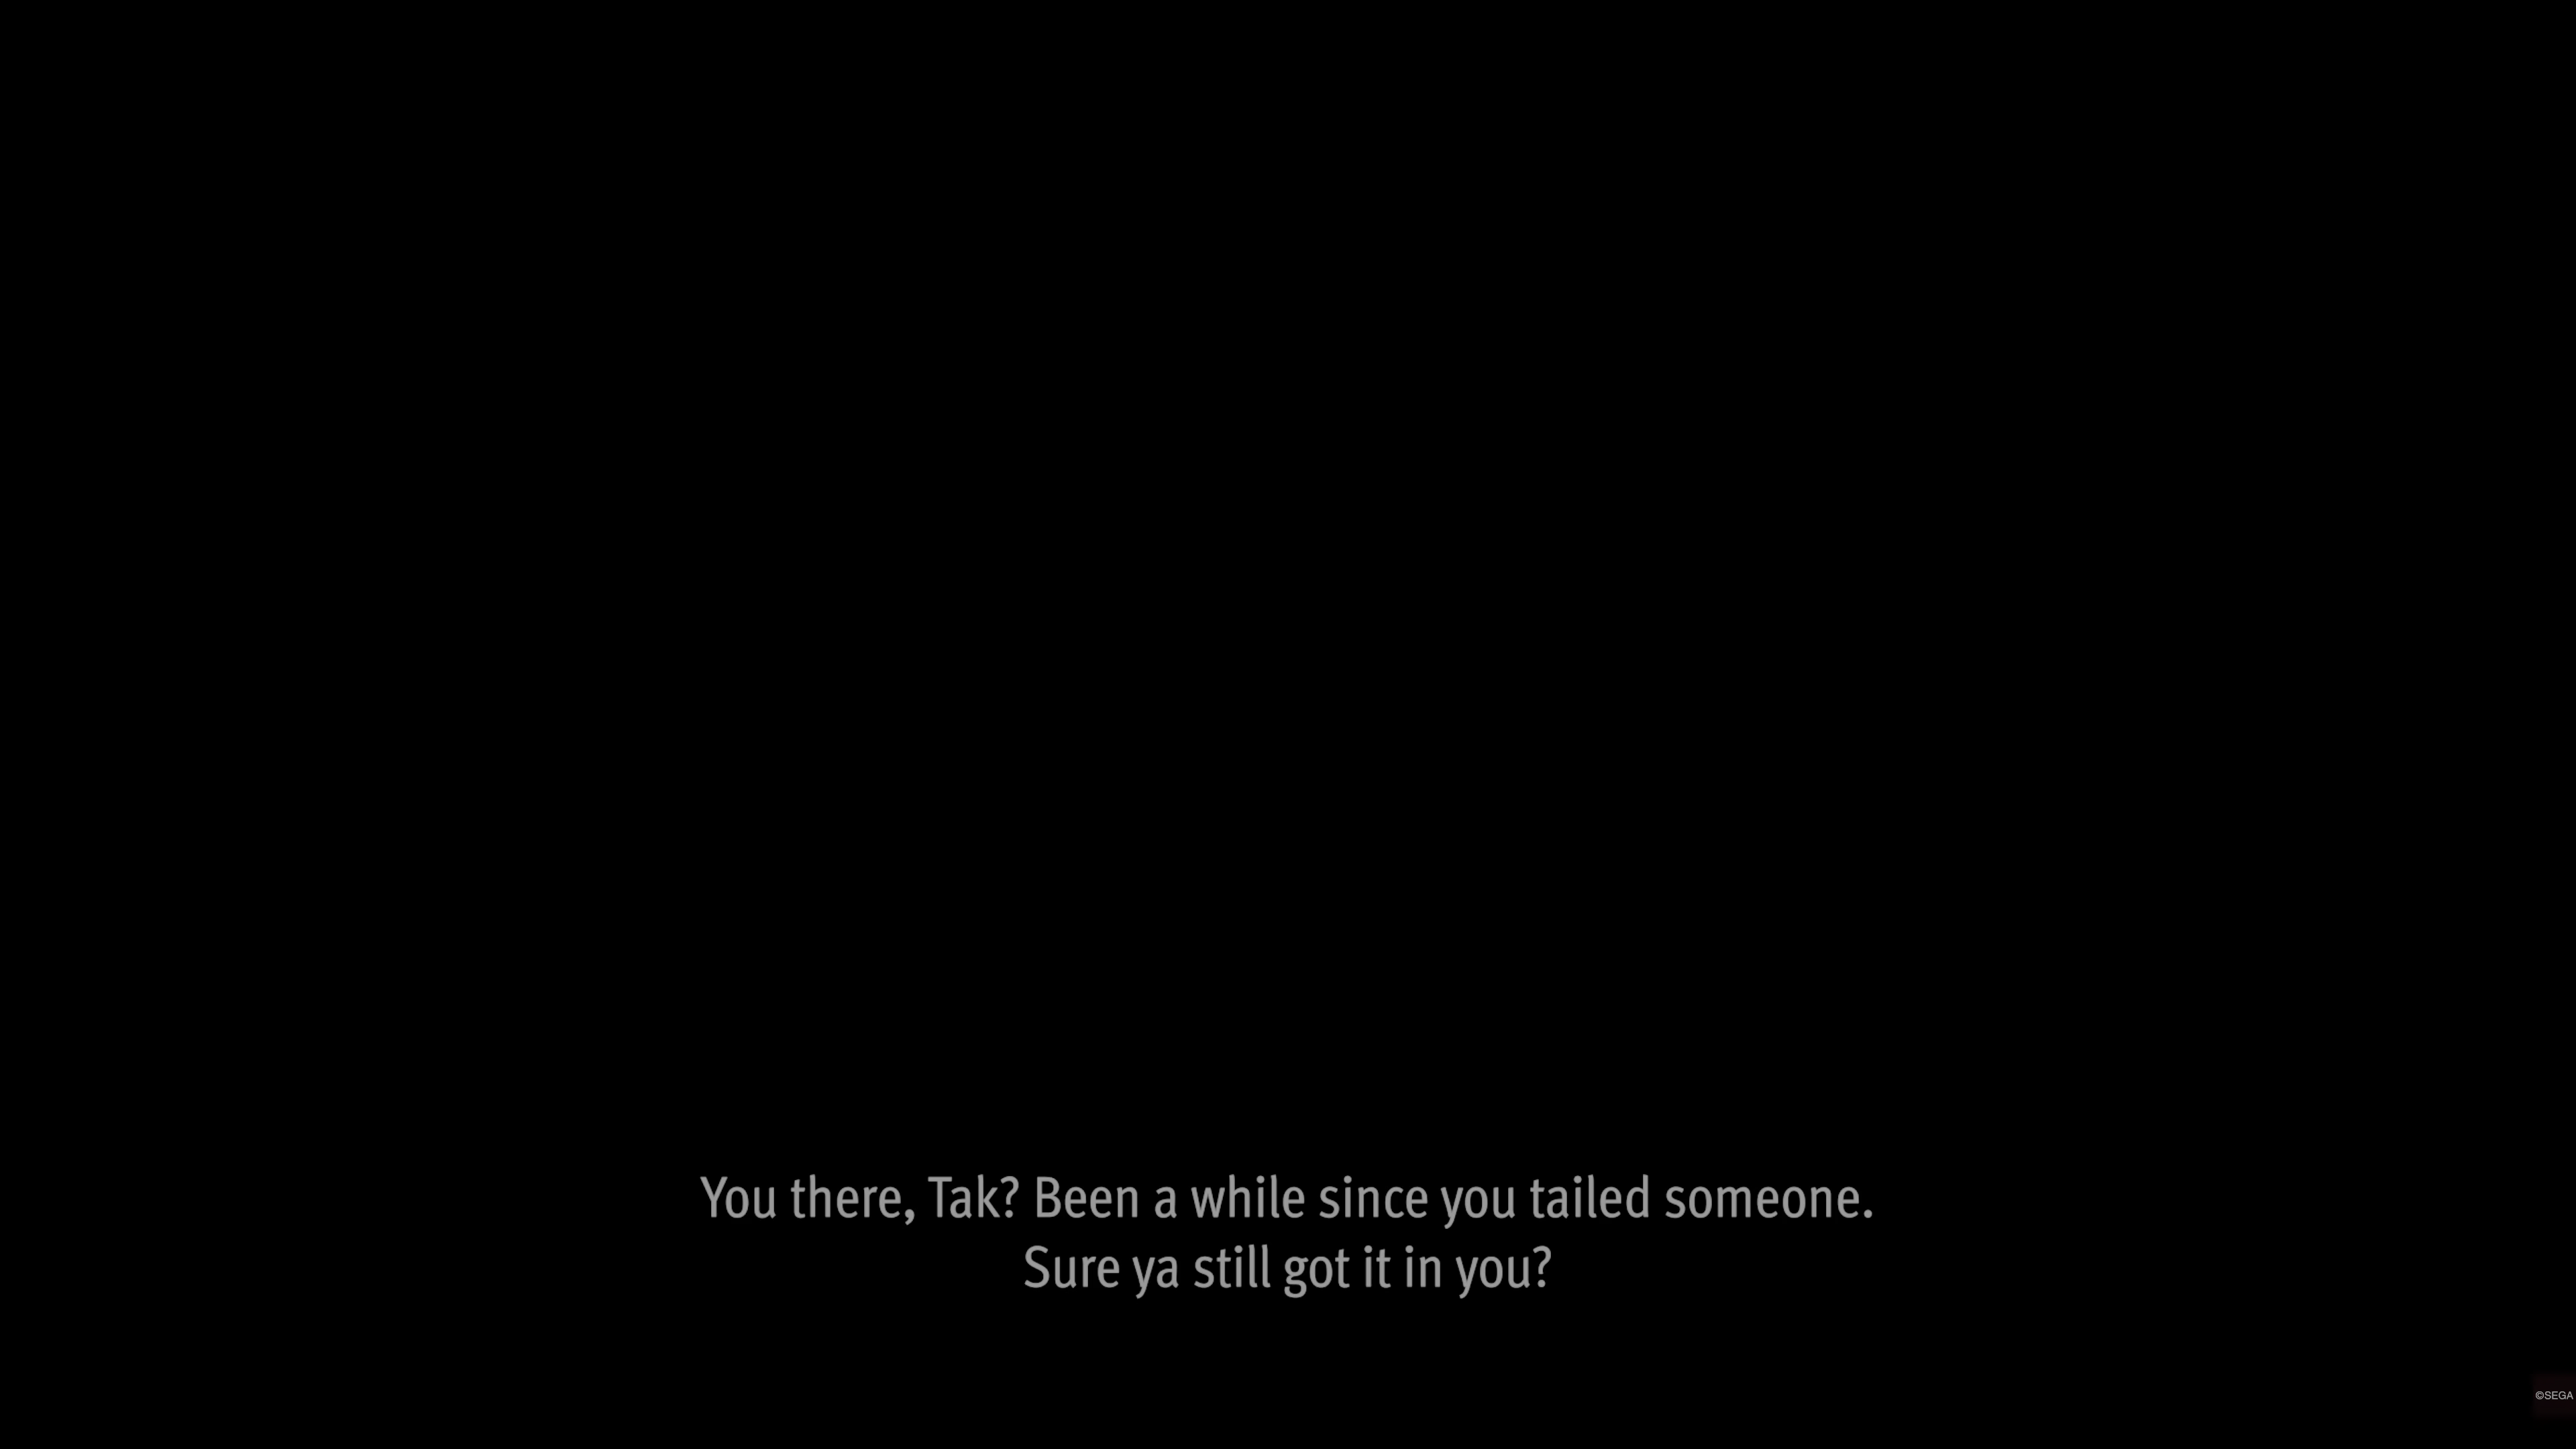 You there, Tak? Been a while since you tailed someone.
Sure ya still got it in you?
©SEGA